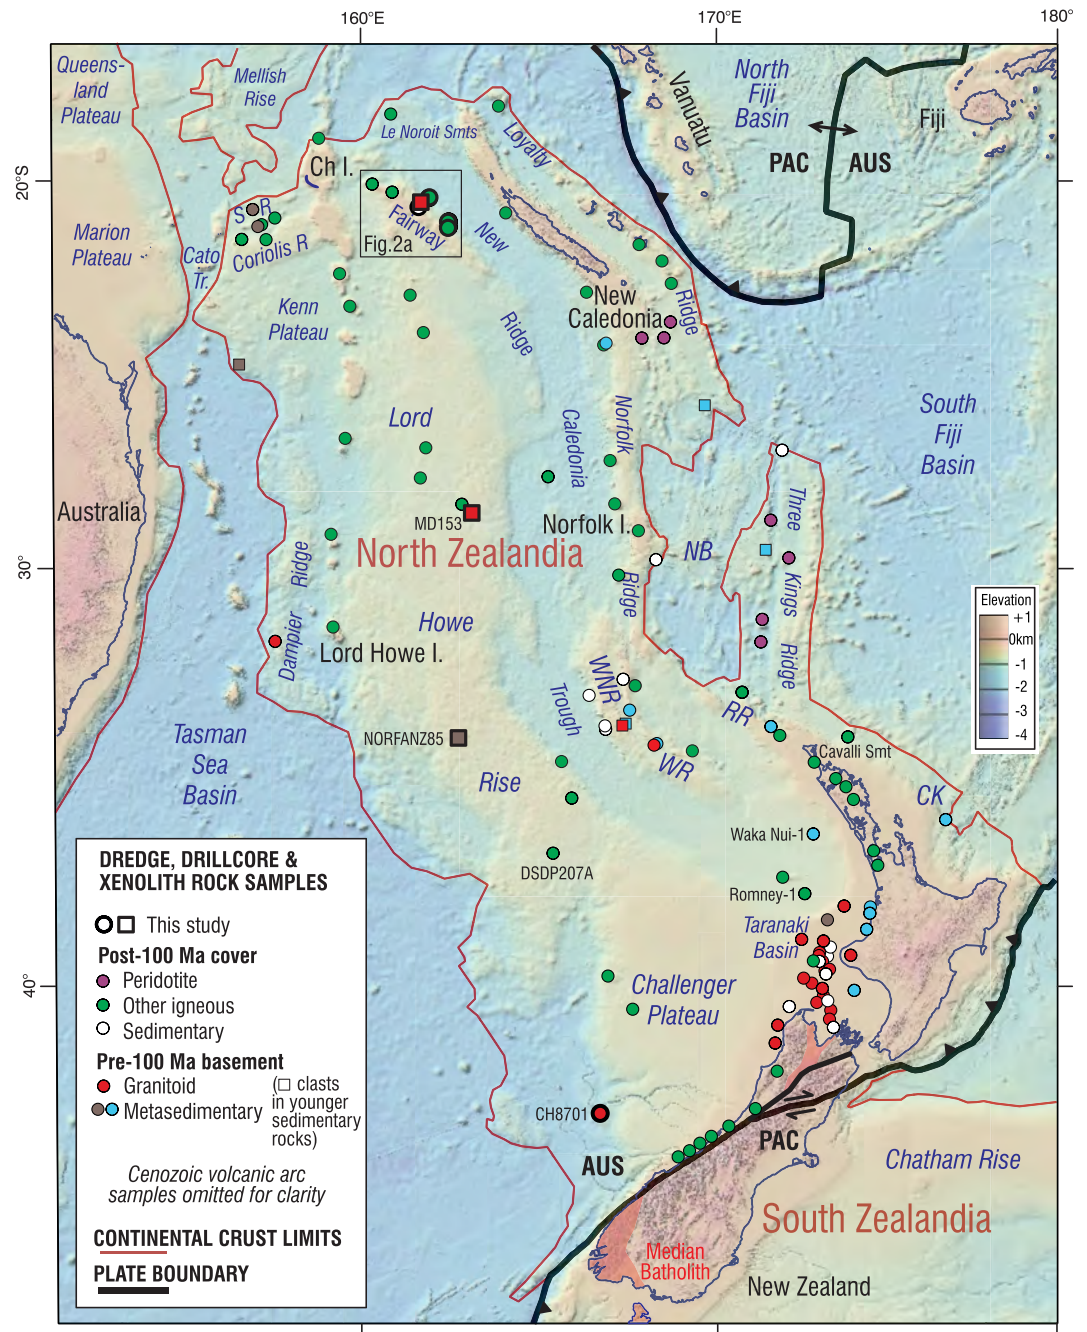 160°E
170°E
180°
20°S
30°
40°
Queens-
land
Plateau
Mellish
Rise
Le Noroit Smts
Loyalty
Vanuatu
North
Fiji
Basin
Fiji
PAC
AUS
Ch I.
S
R
Fairway
Fig.2a
New
Marion
Plateau
Cato
Tr.
Coriolis R
Kenn
Plateau
Ridge
New
Caledonia
Ridge
Lord
Caledonia
Norfolk
South
Fiji
Basin
Australia
MD153
Norfolk I.
Three
North Zealandia
NB
Ridge
Ridge
Kings
Elevation
+1
0km
-1
-2
-3
-4
Howe
Dampier
Lord Howe I.
Ridge
WNR
Trough
RR
NORFANZ85
Tasman
Sea
Basin
Cavalli Smt
WR
Rise
CK
Waka Nui-1
DSDP207A
Romney-1
Taranaki
Basin
Challenger
Plateau
CH8701
AUS
PAC
Chatham Rise
South Zealandia
Median
Batholith
New Zealand
DREDGE, DRILLCORE &
XENOLITH ROCK SAMPLES
This study
Post-100 Ma cover
Peridotite
Other igneous
Sedimentary
Pre-100 Ma basement
Granitoid
Metasedimentary
(□ clasts
in younger
sedimentary
rocks)
Cenozoic volcanic arc
samples omitted for clarity
CONTINENTAL CRUST LIMITS
PLATE BOUNDARY